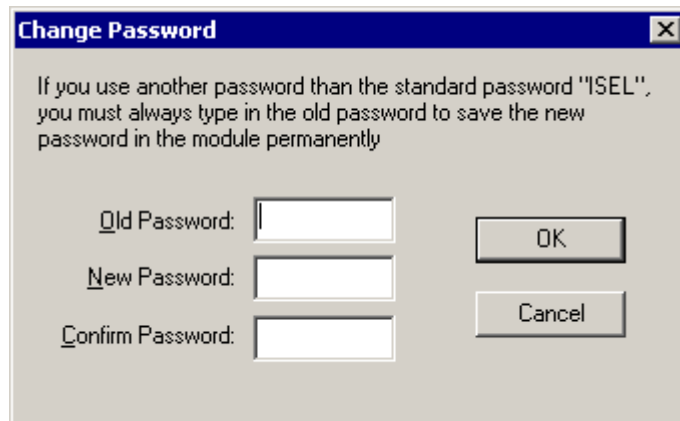 Change Password
If you use another password than the standard password "ISEL",
you must always type in the old password to save the new
password in the module permanently
Old Password:
OK
New Password:
Cancel
Confirm Password: